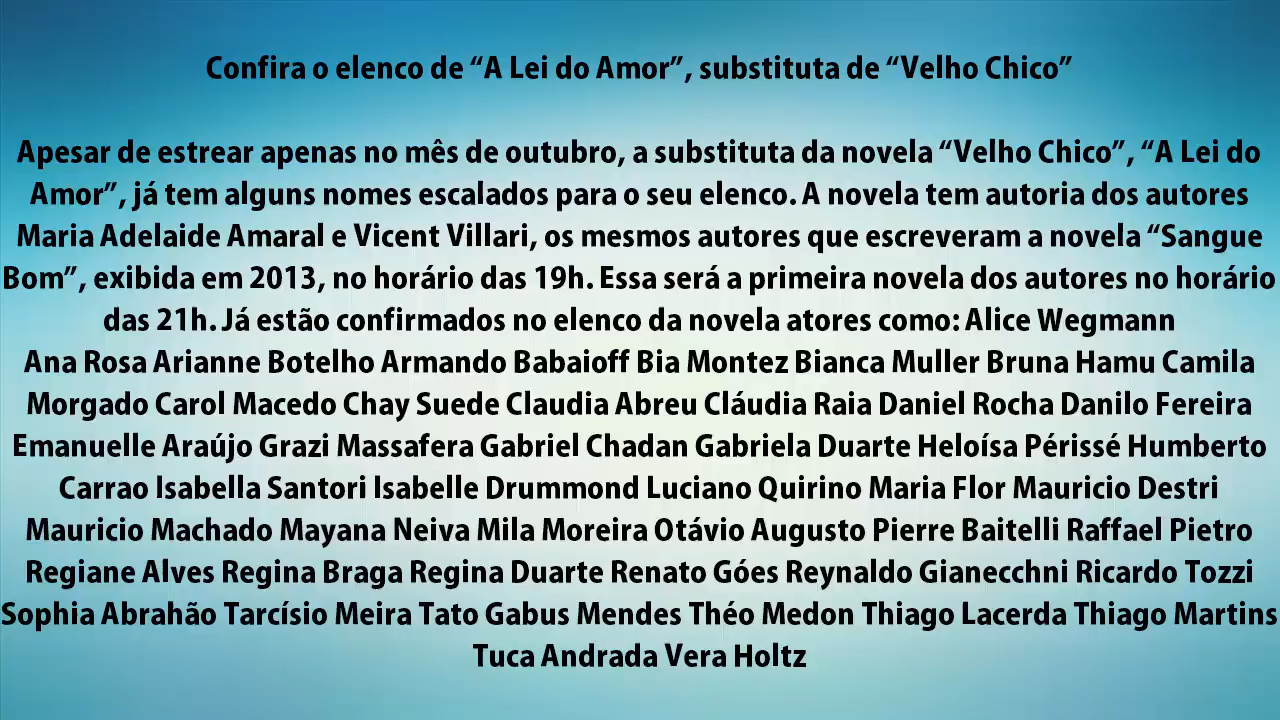 Confira o elenco de “A Lei do Amor”, substituta de “Velho Chico”
Apesar de estrear apenas no mês de outubro, a substituta da novela “Velho Chico”, “A Lei do
Amor”, já tem alguns nomes escalados para o seu elenco. A novela tem autoria dos autores
Maria Adelaide Amaral e Vicent Villari, os mesmos autores que escreveram a novela “Sangue
Bom”, exibida em 2013, no horário das 19h. Essa será a primeira novela dos autores no horário
das 21h. Já estão confirmados no elenco da novela atores como: Alice Wegmann
Ana Rosa Arianne Botelho Armando Babaioff Bia Montez Bianca Muller Bruna Hamu Camila
Morgado Carol Macedo Chay Suede Claudia Abreu Cláudia Raia Daniel Rocha Danilo Fereira
Emanuelle Araújo Grazi Massafera Gabriel Chadan Gabriela Duarte Heloísa Périssé Humberto
Carrao Isabella Santori Isabelle Drummond Luciano Quirino Maria Flor Mauricio Destri
Mauricio Machado Mayana Neiva Mila Moreira Otávio Augusto Pierre Baitelli Raffael Pietro
Regiane Alves Regina Braga Regina Duarte Renato Góes Reynaldo Gianecchni Ricardo Tozzi
Sophia Abrahão Tarcísio Meira Tato Gabus Mendes Théo Medon Thiago Lacerda Thiago Martins
Tuca Andrada Vera Holtz